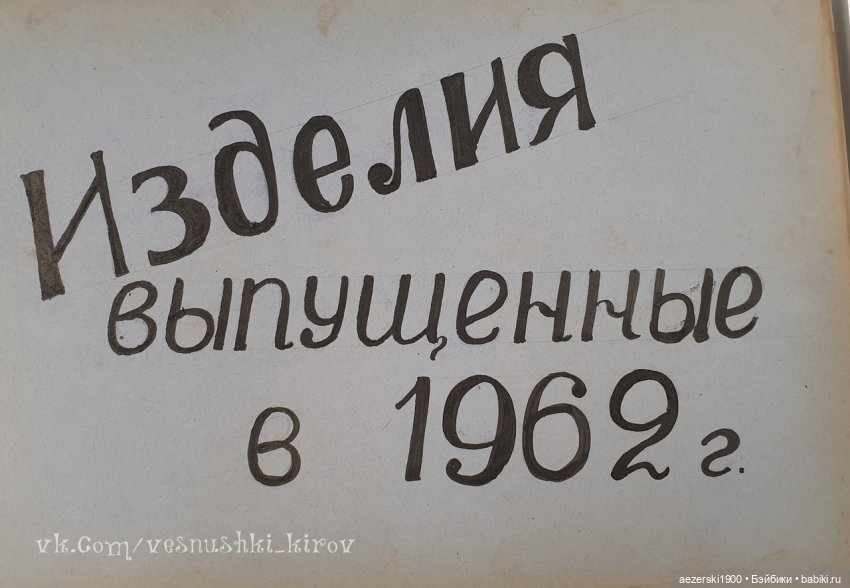 Изделия
выпущенные
в 1962 г.
vk.com/vesnushki_kirov
aezerski1900 • Бэйбики • babiki.ru